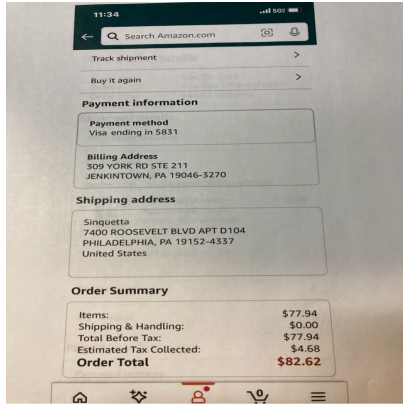 11:34
50%
Search Amazon.com
Track shipment
Buy it again
Payment information
Payment method
Visa ending in 5831
Billing Address
309 YORK RD STE 211
JENKINTOWN, PA 19046-3270
Shipping address
Sinquetta
7400 ROOSEVELT BLVD APT D104
PHILADELPHIA, PA 19152-4337
United States
Order Summary
Items: $77.94
Shipping & Handling: $0.00
Total Before Tax: $77.94
Estimated Tax Collected: $4.68
Order Total $82.62
0